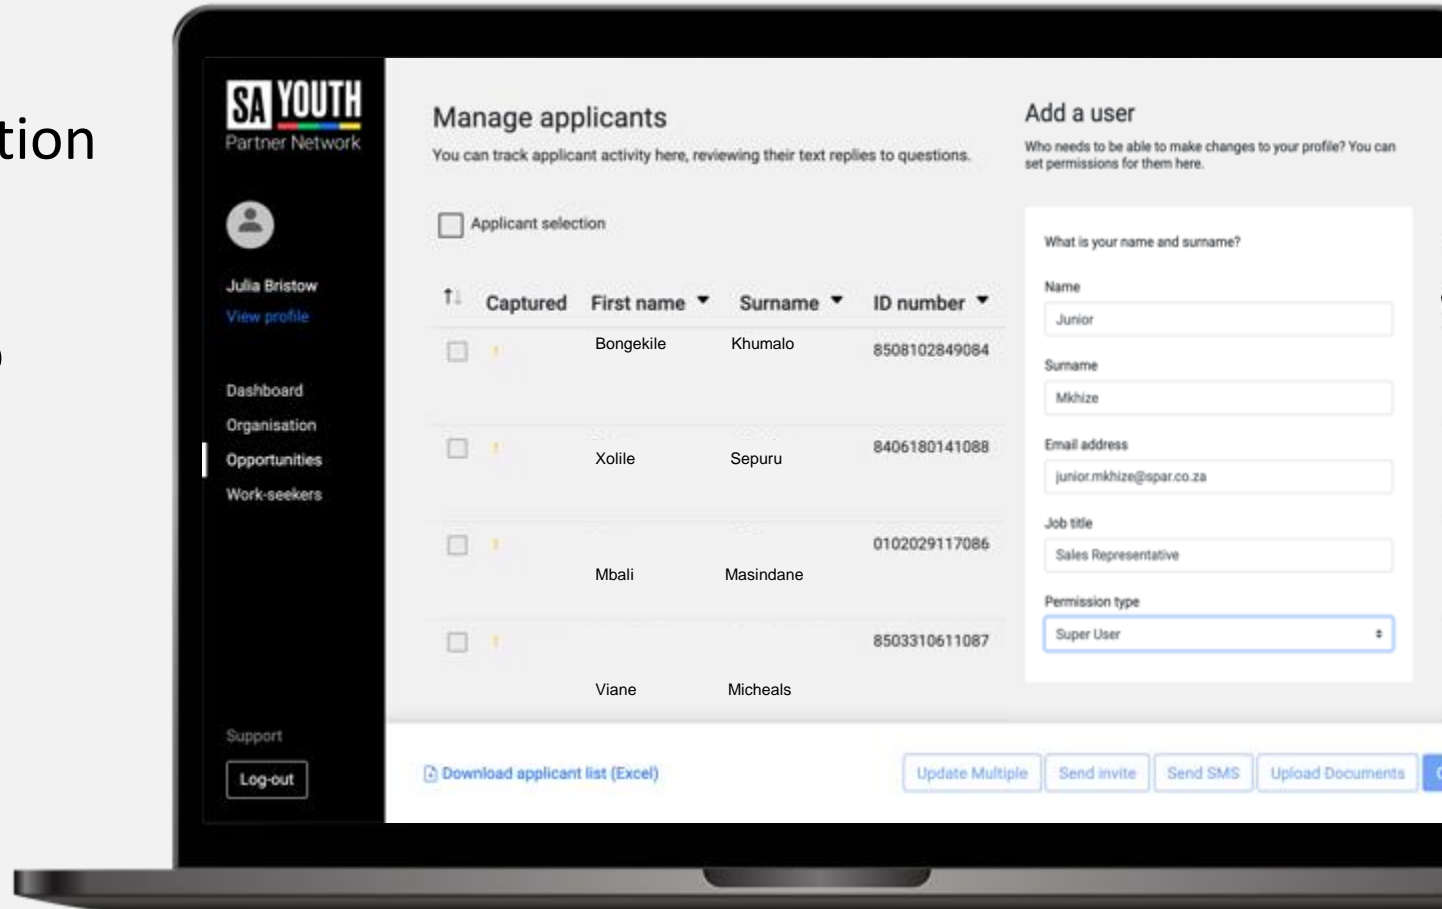 tion
SA YOUTH
Partner Network
Julia Bristow
View profile
Dashboard
Organisation
Opportunities
Work-seekers
Support
Log-out
Manage applicants
You can track applicant activity here, reviewing their text replies to questions.
Applicant selection
Captured First name Surname ID number
Bongekile Khumalo 8508102849084
Xolile Sepuru 8406180141088
Mbali Masindane 0102029117086
Viane Micheals 8503310611087
Add a user
Who needs to be able to make changes to your profile? You can
set permissions for them here.
What is your name and surname?
Name
Junior
Surname
Mkhize
Email address
junior.mkhize@spar.co.za
Job title
Sales Representative
Permission type
Super User
Download applicant list (Excel)
Update Multiple Send invite Send SMS Upload Documents